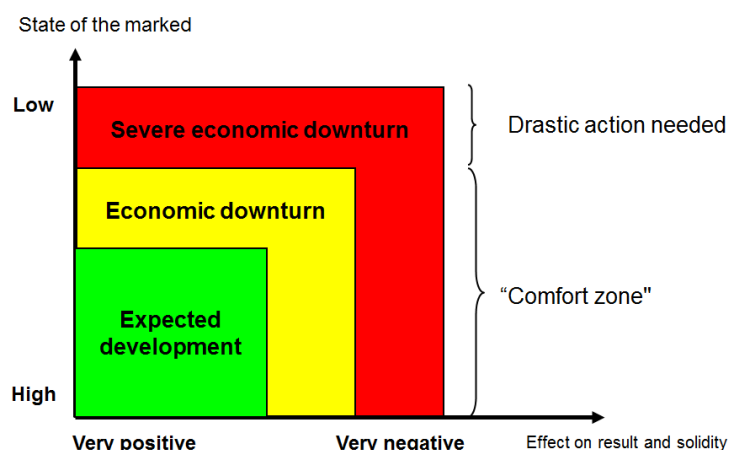 State of the marked
Low
Severe economic downturn
Drastic action needed
Economic downturn
“Comfort zone"
Expected
development
High
Very positive
Very negative
Effect on result and solidity